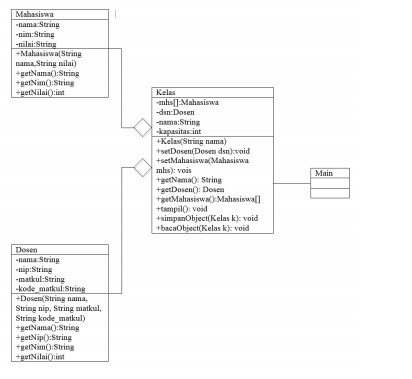 Mahasiswa
-nama:String
-nim:String
-nilai:String
+Mahasiswa(String
nama,String nilai)
+getNama():String
+getNim():String
+getNilai():int
Kelas
-mhs[]:Mahasiswa
-dsn:Dosen
-nama:String
-kapasitas:int
+Kelas(String nama)
+setDosen(Dosen dsn):void
+setMahasiswa(Mahasiswa
mhs): vois
+getNama(): String
+getDosen(): Dosen
+getMahasiswa():Mahasiswa[]
+tampil(): void
+simpanObject(Kelas k): void
+bacaObject(Kelas k): void
Main
Dosen
-nama:String
-nip:String
-matkul:String
-kode_matkul:String
+Dosen(String nama,
String nip, String matkul,
String kode_matkul)
+getNama():String
+getNip():String
+getNim():String
+getNilai():int